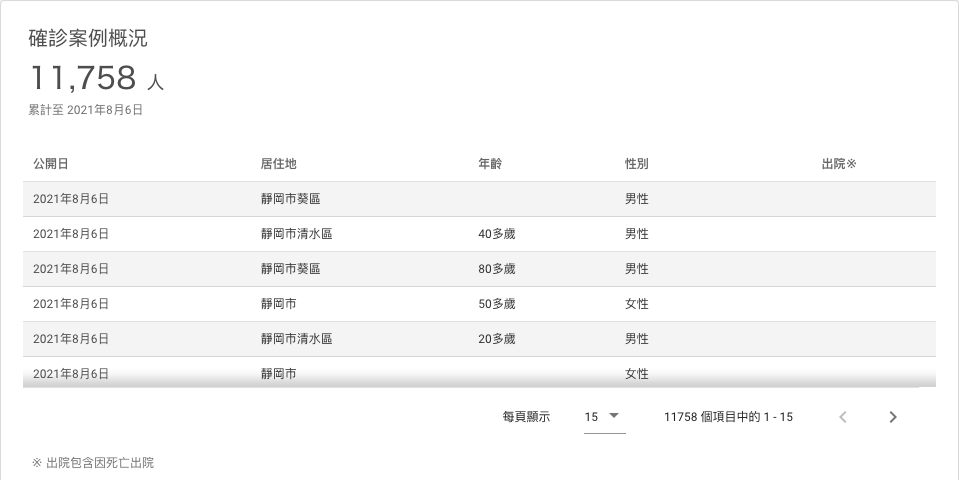 確診案例概況
11,758 人
累計至 2021年8月6日
公開日 居住地 年齡 性別 出院※
2021年8月6日 靜岡市葵區 男性
2021年8月6日 靜岡市清水區 40多歲 男性
2021年8月6日 靜岡市葵區 80多歲 男性
2021年8月6日 靜岡市 50多歲 女性
2021年8月6日 靜岡市清水區 20多歲 男性
2021年8月6日 靜岡市 女性
每頁顯示 15 11758 個項目中的 1 - 15
※ 出院包含因死亡出院